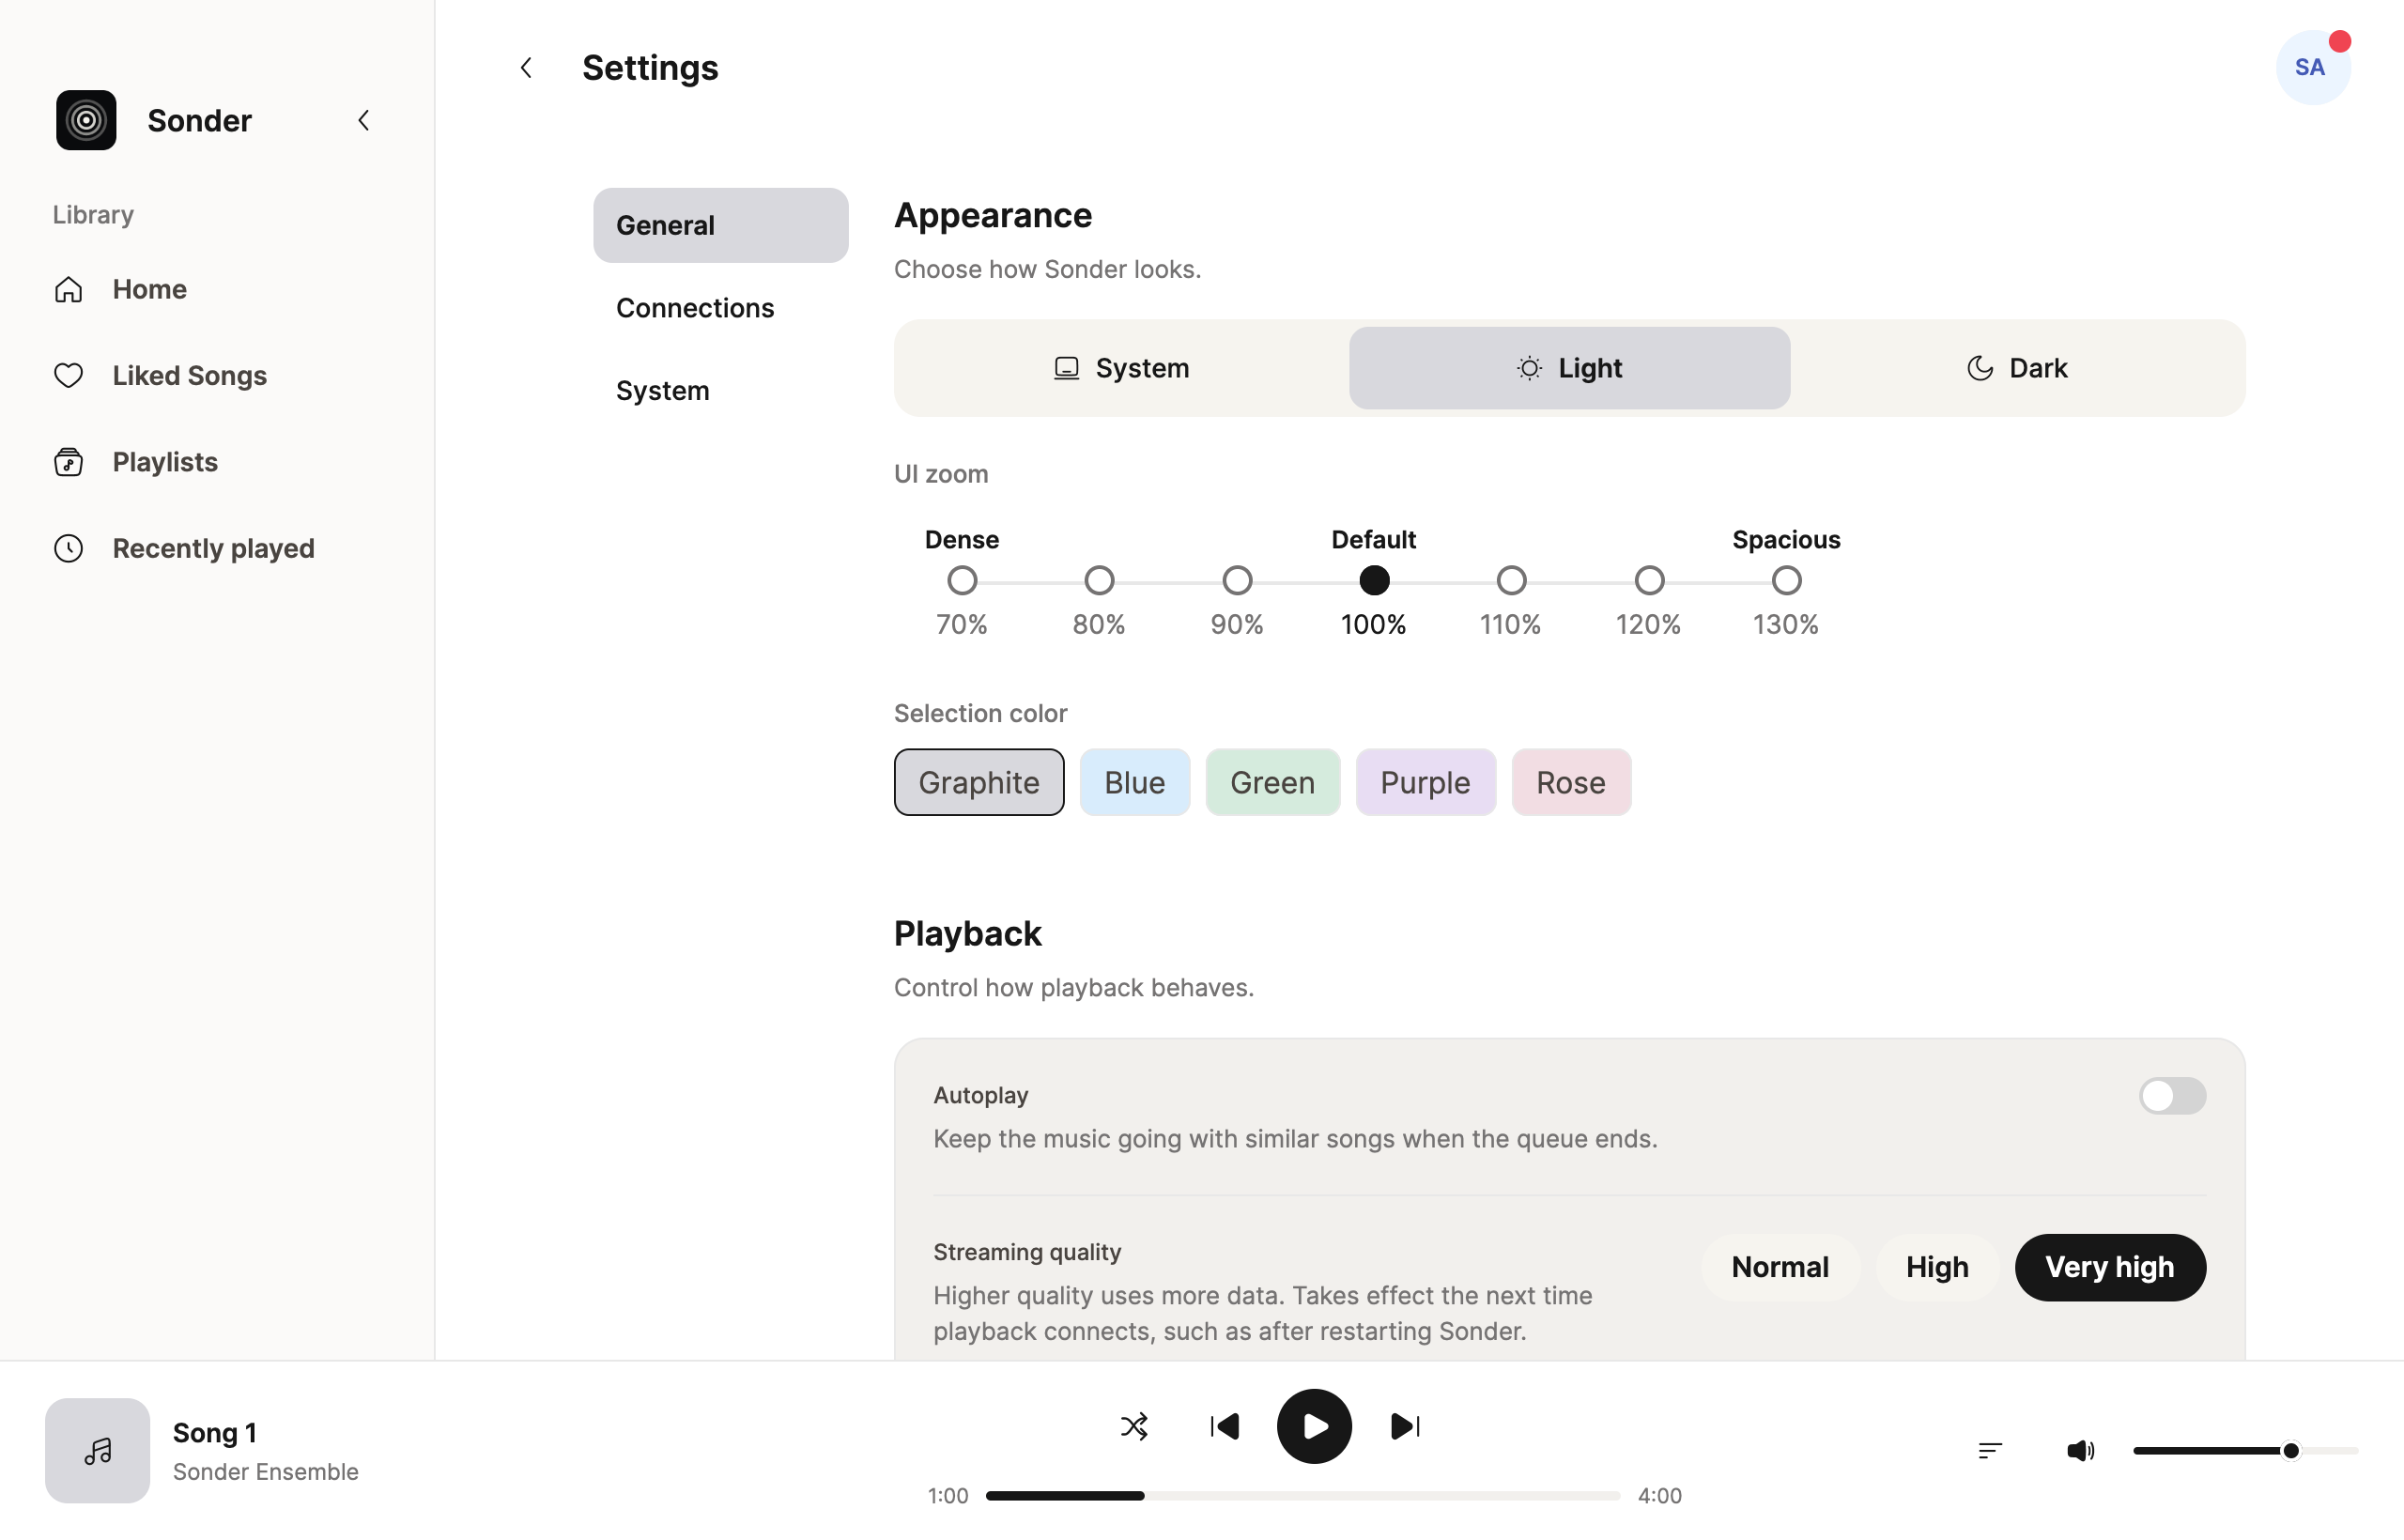 Sonder
Library
Home
Liked Songs
Playlists
Recently played
Settings
SA
General
Connections
System
Appearance
Choose how Sonder looks.
System
Light
Dark
UI zoom
Dense
Default
Spacious
70%
80%
90%
100%
110%
120%
130%
Selection color
Graphite
Blue
Green
Purple
Rose
Playback
Control how playback behaves.
Autoplay
Keep the music going with similar songs when the queue ends.
Streaming quality
Higher quality uses more data. Takes effect the next time
playback connects, such as after restarting Sonder.
Normal
High
Very high
Song 1
Sonder Ensemble
1:00
4:00